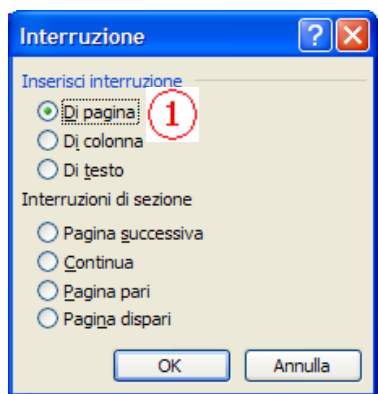 Interruzione
Inserisci interruzione
Di pagina 1
Di colonna
Di testo
Interruzioni di sezione
Pagina successiva
Continua
Pagina pari
Pagina dispari
OK Annulla